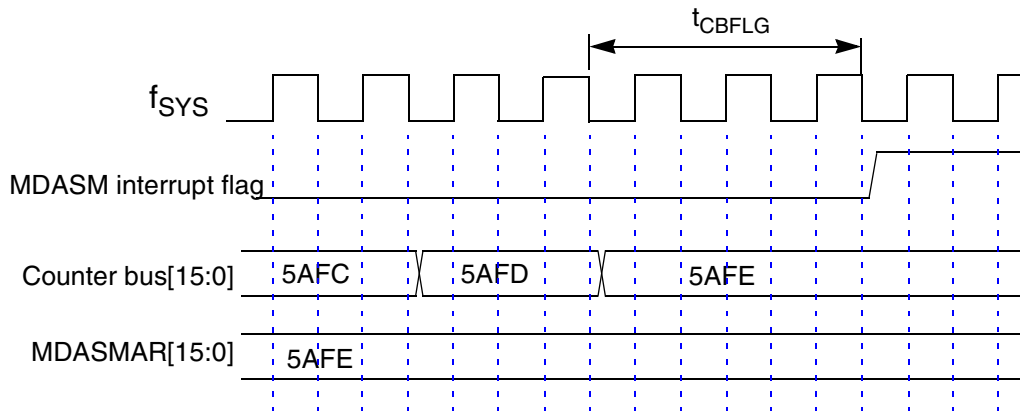 tCBFLG
fSYS
MDASM interrupt flag
Counter bus[15:0] 5AFC 5AFD 5AFE
MDASMAR[15:0] 5AFE